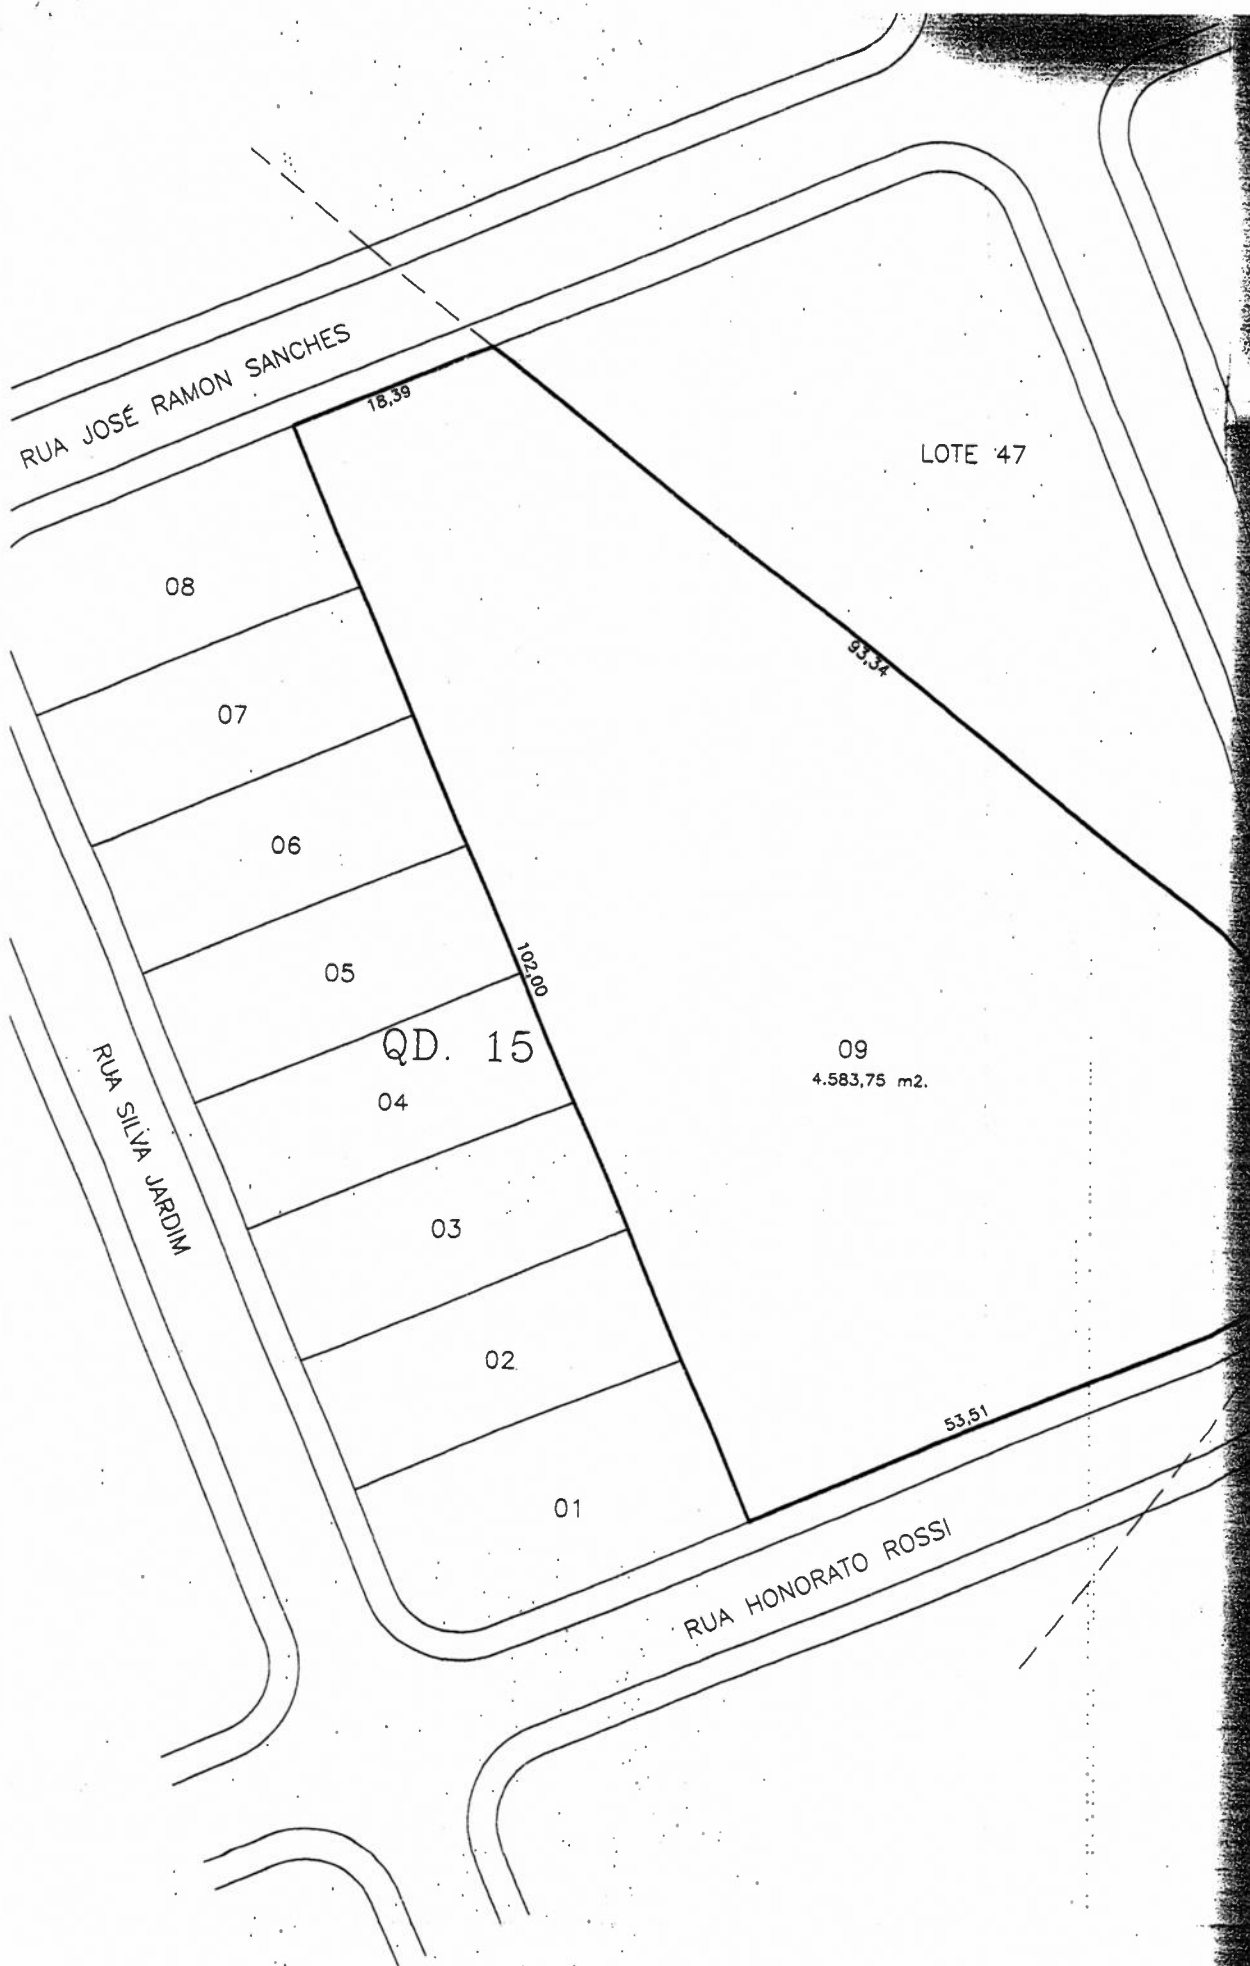 RUA JOSÉ RAMON SANCHES
18,39
LOTE 47
08
93,34
07
06
05
102,00
QD. 15
09
4.583,75 m2.
04
RUA SILVA JARDIM
03
02
53,51
01
RUA HONORATO ROSSI